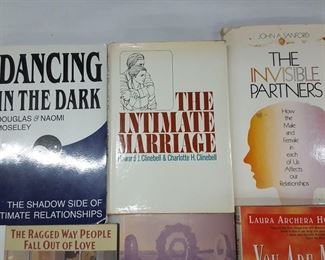 DANCING
IN THE DARK
DOUGLAS & NAOMI
MOSELEY
THE SHADOW SIDE OF
INTIMATE RELATIONSHIPS
THE
INTIMATE
MARRIAGE
Howard J. Clinebell & Charlotte H. Clinebell
JOHN A. SANFORD
THE
INVISIBLE
PARTNERS
How
the
Male
and
Female
in
each of
Us
Affects
our
Relationships
THE RAGGED WAY PEOPLE
FALL OUT OF LOVE
LAURA ARCHERA
YOU ARE